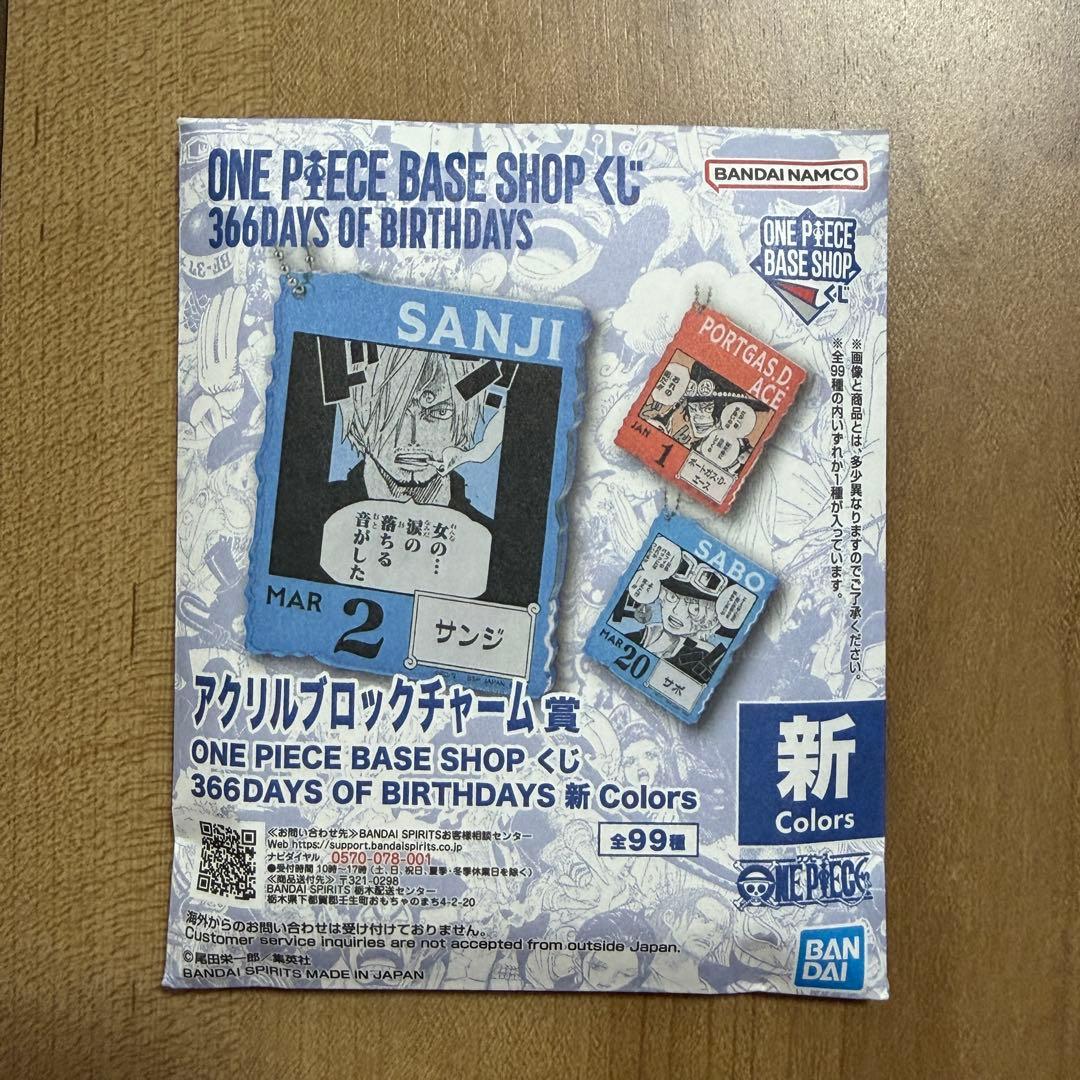 ONE PIECE BASE SHOP くじ
366DAYS OF BIRTHDAYS
BANDAI NAMCO
ONE PIECE
BASE SHOP
くじ
SANJI
女の…
涙の
落ちる
音がした
MAR 2
サンジ
PORTGAS.D.
ACE
JAN 1
ポートガス・D・
エース
SABO
MAR 20
サボ
※画像と商品とは、多少異なりますのでご了承ください。
※全99種の内いずれか1種が入っています。
アクリルブロックチャーム 賞
ONE PIECE BASE SHOP くじ
366DAYS OF BIRTHDAYS 新 Colors
全99種
新
Colors
ONE PIECE
≪お問い合わせ先≫BANDAI SPIRITSお客様相談センター
Web https://support.bandaispirits.co.jp
ナビダイヤル 0570-078-001
●受付時間 10時～17時(土、日、祝日、夏季・冬季休業日を除く)
≪商品送付先≫ 〒321-0298
BANDAI SPIRITS 栃木配送センター
栃木県下都賀郡壬生町おもちゃのまち4-2-20
海外からのお問い合わせは受け付けておりません。
Customer service inquiries are not accepted from outside Japan.
©尾田栄一郎／集英社
BANDAI SPIRITS MADE IN JAPAN
BAN
DAI